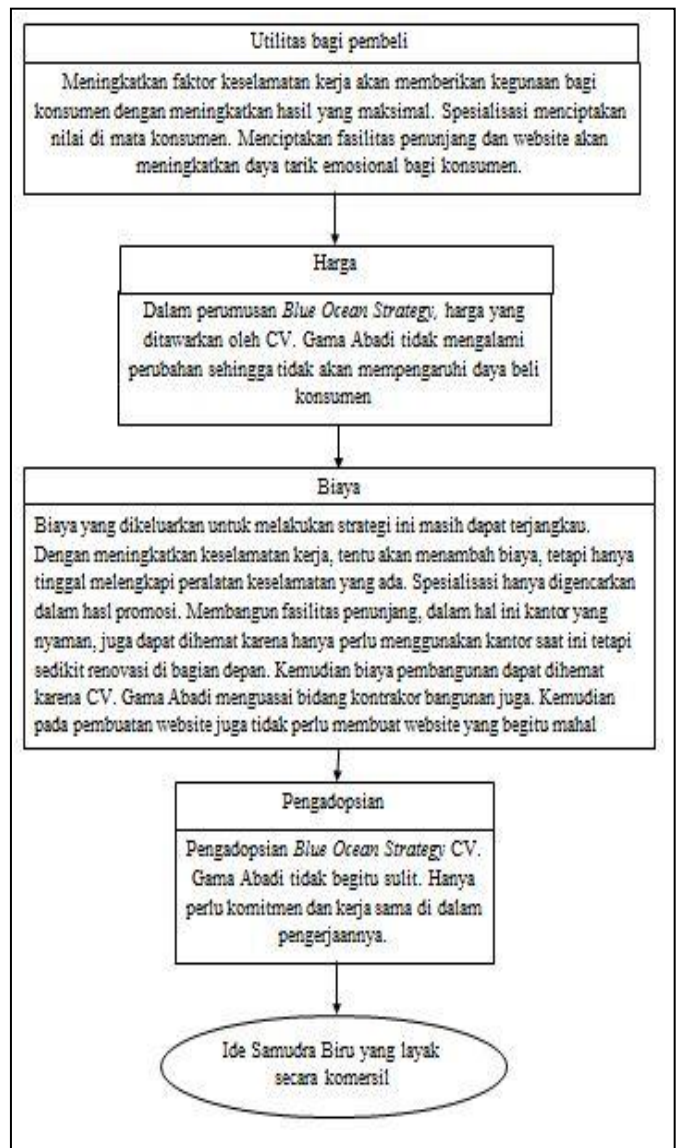 Utilitas bagi pembeli
Meningkatkan faktor keselamatan kerja akan memberikan kegunaan bagi
konsumen dengan meningkatkan hasil yang maksimal. Spesialisasi menciptakan
nilai di mata konsumen. Menciptakan fasilitas penunjang dan website akan
meningkatkan daya tarik emosional bagi konsumen.
Harga
Dalam perumusan Blue Ocean Strategy, harga yang
ditawarkan oleh CV. Gama Abadi tidak mengalami
perubahan sehingga tidak akan mempengaruhi daya beli
konsumen
Biaya
Biaya yang dikeluarkan untuk melakukan strategi ini masih dapat terjangkau.
Dengan meningkatkan keselamatan kerja, tentu akan menambah biaya, tetapi hanya
tinggal melengkapi peralatan keselamatan yang ada. Spesialisasi hanya digencarkan
dalam hasl promosi. Membangun fasilitas penunjang, dalam hal ini kantor yang
nyaman, juga dapat dihemat karena hanya perlu menggunakan kantor saat ini tetapi
sedikit renovasi di bagian depan. Kemudian biaya pembangunan dapat dihemat
karena CV. Gama Abadi menguasai bidang kontrakor bangunan juga. Kemudian
pada pembuatan website juga tidak perlu membuat website yang begitu mahal
Pengadopsian
Pengadopsian Blue Ocean Strategy CV.
Gama Abadi tidak begitu sulit. Hanya
perlu komitmen dan kerja sama di dalam
pengerjaannya.
Ide Samudra Biru yang layak
secara komersil